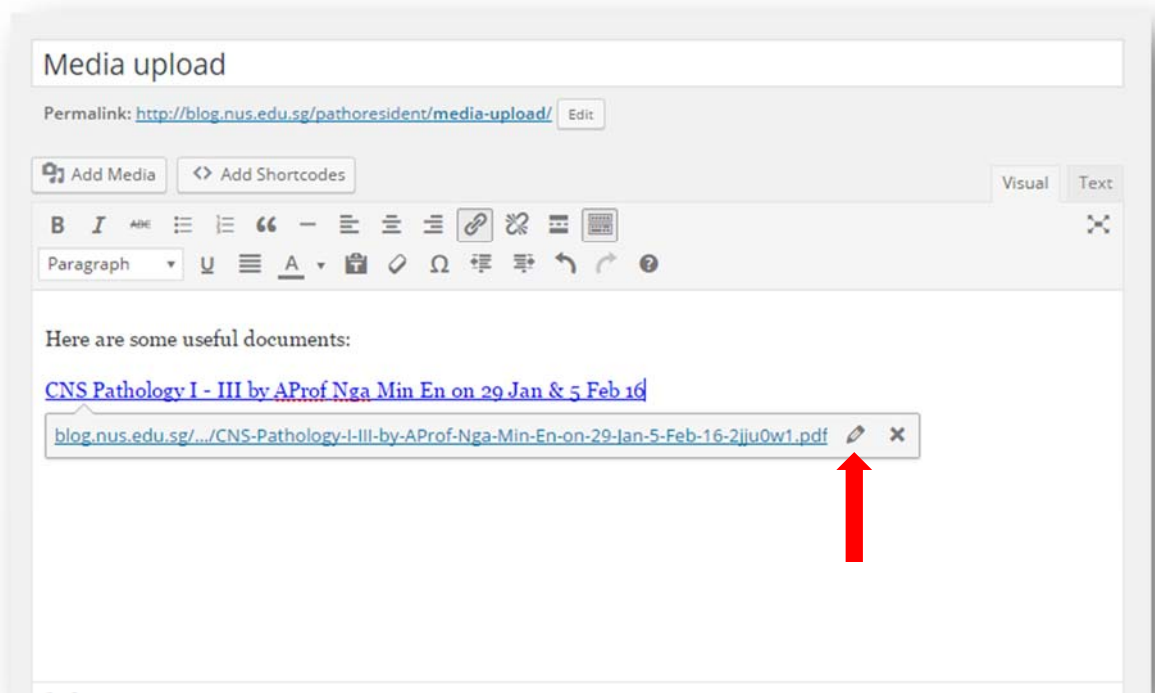 Media upload
Permalink: http://blog.nus.edu.sg/pathoresident/media-upload/ Edit
Add Media <> Add Shortcodes
Visual Text
B I ABC
Paragraph U A Ω
Here are some useful documents:
CNS Pathology I - III by AProf Nga Min En on 29 Jan & 5 Feb 16
blog.nus.edu.sg/.../CNS-Pathology-I-III-by-AProf-Nga-Min-En-on-29-Jan-5-Feb-16-2jju0w1.pdf